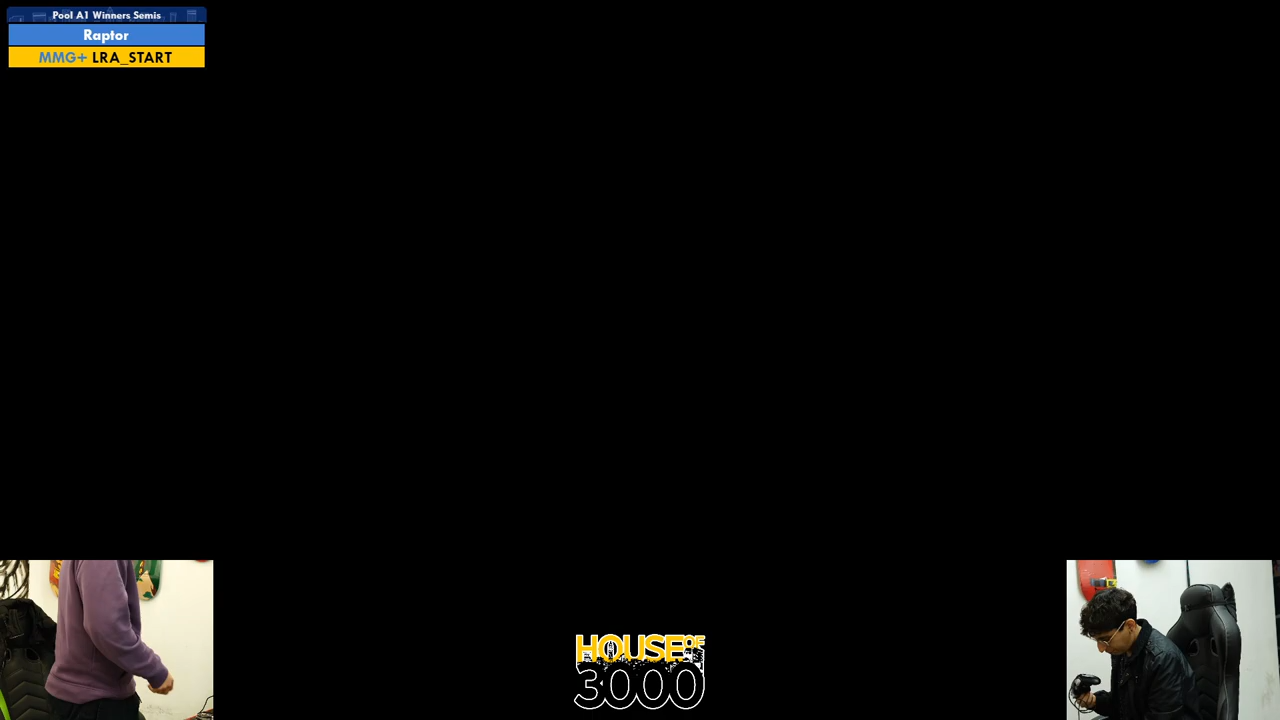 Pool A1 Winners Semis
Raptor
MMG+ LRA_START
HOUSE OF
3000